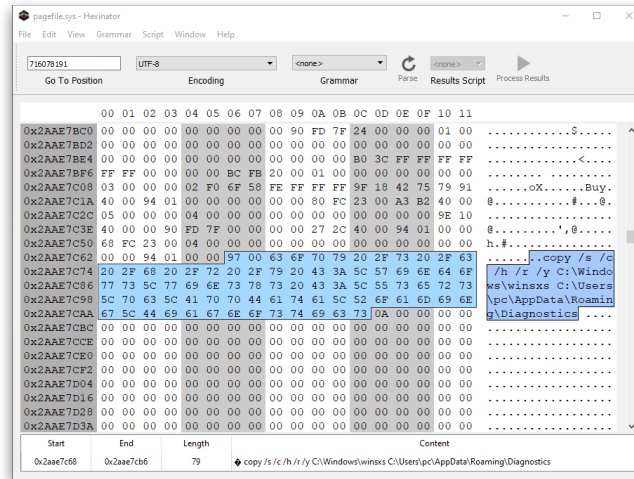 pagefile.sys - Hexinator
File Edit View Grammar Script Window Help
716078191 UTF-8 <none> <none>
Go To Position Encoding Grammar Parse Results Script Process Results
00 01 02 03 04 05 06 07 08 09 0A 0B 0C 0D 0E 0F 10 11
0x2AAE7BC0 00 00 00 00 00 00 00 00 90 FD 7F 24 00 00 00 01 00 ............$.....
0x2AAE7BD2 00 00 00 00 00 00 00 00 00 00 00 00 00 00 00 00 00 00 ..................
0x2AAE7BE4 00 00 00 00 00 00 00 00 00 00 00 00 B0 3C FF FF FF FF .............<....
0x2AAE7BF6 FF FF 00 00 00 00 BC FB 20 00 01 00 00 00 00 00 00 00 ........ .........
0x2AAE7C08 03 00 00 00 02 F0 6F 58 FE FF FF FF 9F 18 42 75 79 91 ......oX......Buy.
0x2AAE7C1A 40 00 94 01 00 00 00 00 00 80 FC 23 00 A3 B2 40 00 @..........#...@.
0x2AAE7C2C 05 00 00 00 04 00 00 00 00 00 00 00 00 00 00 00 9E 10 ..................
0x2AAE7C3E 40 00 00 90 FD 7F 00 00 00 00 27 2C 40 00 94 01 00 00 @.........',@.....
0x2AAE7C50 68 FC 23 00 04 00 00 00 00 00 00 00 00 00 00 00 00 00 h.#...............
0x2AAE7C62 00 00 94 01 00 00 97 00 63 6F 70 79 20 2F 73 20 2F 63 ........copy /s /c
0x2AAE7C74 20 2F 68 20 2F 72 20 2F 79 20 43 3A 5C 57 69 6E 64 6F /h /r /y C:\Windo
0x2AAE7C86 77 73 5C 77 69 6E 73 78 73 20 43 3A 5C 55 73 65 72 73 ws\winsxs C:\Users
0x2AAE7C98 5C 70 63 5C 41 70 70 44 61 74 61 5C 52 6F 61 6D 69 6E \pc\AppData\Roamin
0x2AAE7CAA 67 5C 44 69 61 67 6E 6F 73 74 69 63 73 0A 00 00 00 00 g\Diagnostics.....
0x2AAE7CBC 00 00 00 00 00 00 00 00 00 00 00 00 00 00 00 00 00 00 ..................
0x2AAE7CCE 00 00 00 00 00 00 00 00 00 00 00 00 00 00 00 00 00 00 ..................
0x2AAE7CE0 00 00 00 00 00 00 00 00 00 00 00 00 00 00 00 00 00 00 ..................
0x2AAE7CF2 00 00 00 00 00 00 00 00 00 00 00 00 00 00 00 00 00 00 ..................
0x2AAE7D04 00 00 00 00 00 00 00 00 00 00 00 00 00 00 00 00 00 00 ..................
0x2AAE7D16 00 00 00 00 00 00 00 00 00 00 00 00 00 00 00 00 00 00 ..................
0x2AAE7D28 00 00 00 00 00 00 00 00 00 00 00 00 00 00 00 00 00 00 ..................
0x2AAE7D3A 00 00 00 00 00 00 00 00 00 00 00 00 00 00 00 00 00 00 ..................
Start End Length Content
0x2aae7c68 0x2aae7cb6 79 � copy /s /c /h /r /y C:\Windows\winsxs C:\Users\pc\AppData\Roaming\Diagnostics